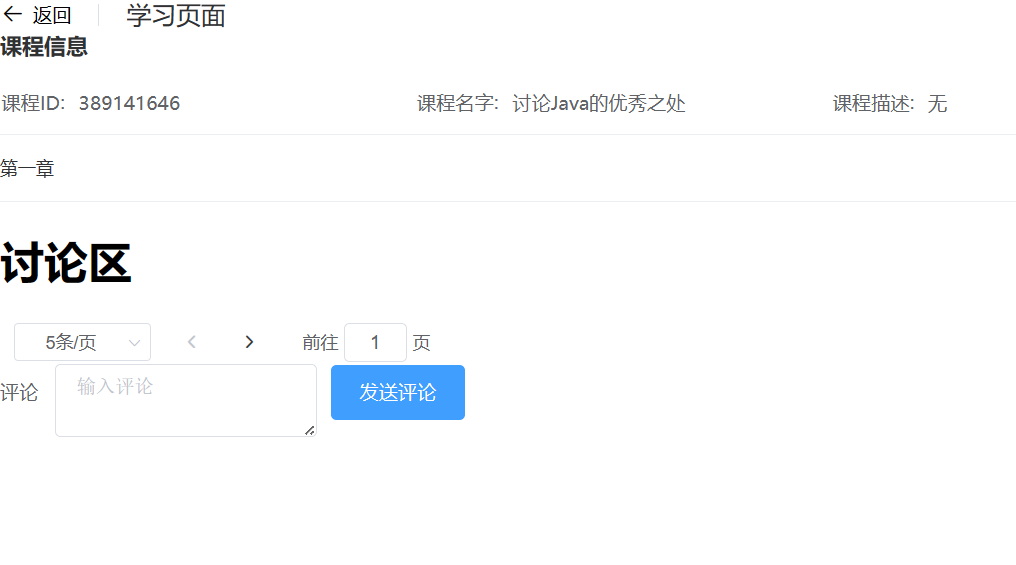 返回 学习页面
课程信息
课程ID: 389141646 课程名字: 讨论Java的优秀之处 课程描述: 无
第一章
讨论区
5条/页 前往 1 页
评论 输入评论 发送评论